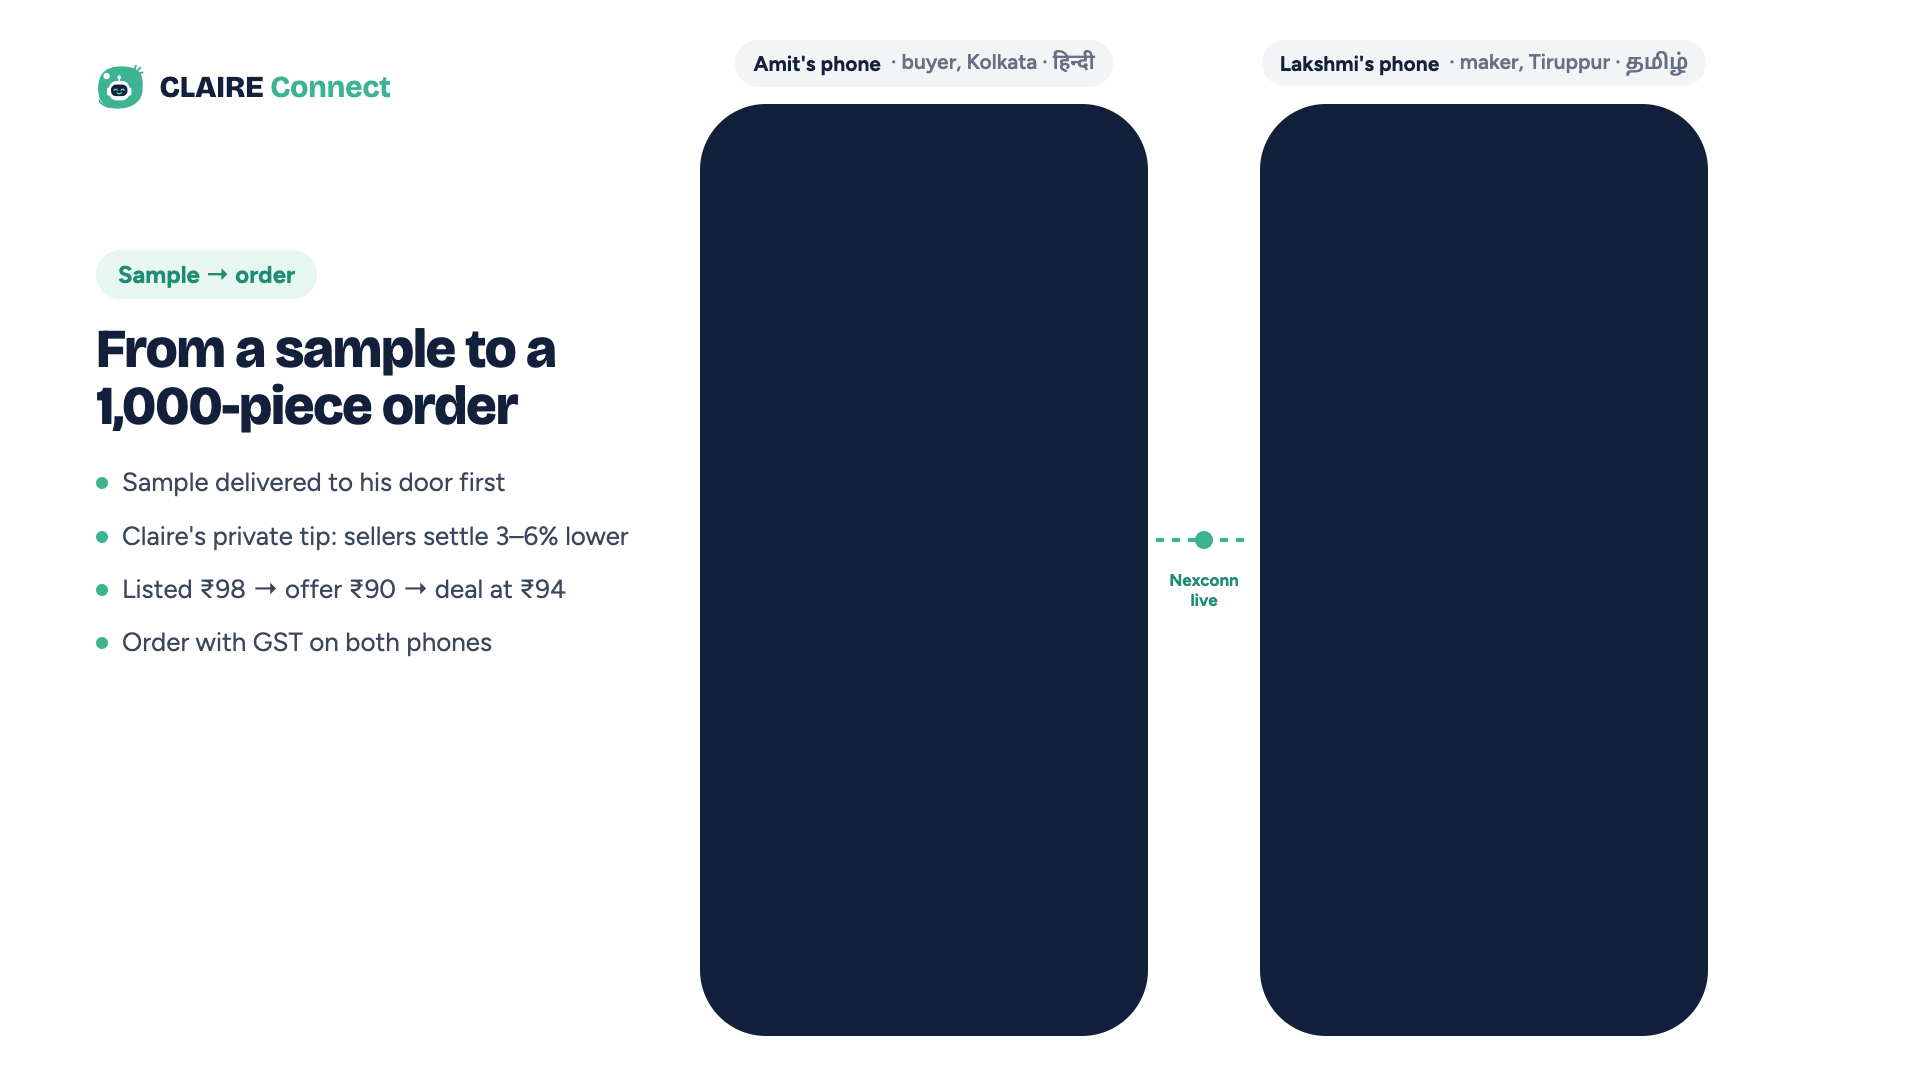 CLAIRE Connect
Amit's phone · buyer, Kolkata · हिन्दी
Lakshmi's phone · maker, Tiruppur · தமிழ்
Sample → order
From a sample to a
1,000-piece order
Sample delivered to his door first
Claire's private tip: sellers settle 3–6% lower
Listed ₹98 → offer ₹90 → deal at ₹94
Order with GST on both phones
Nexconn
live